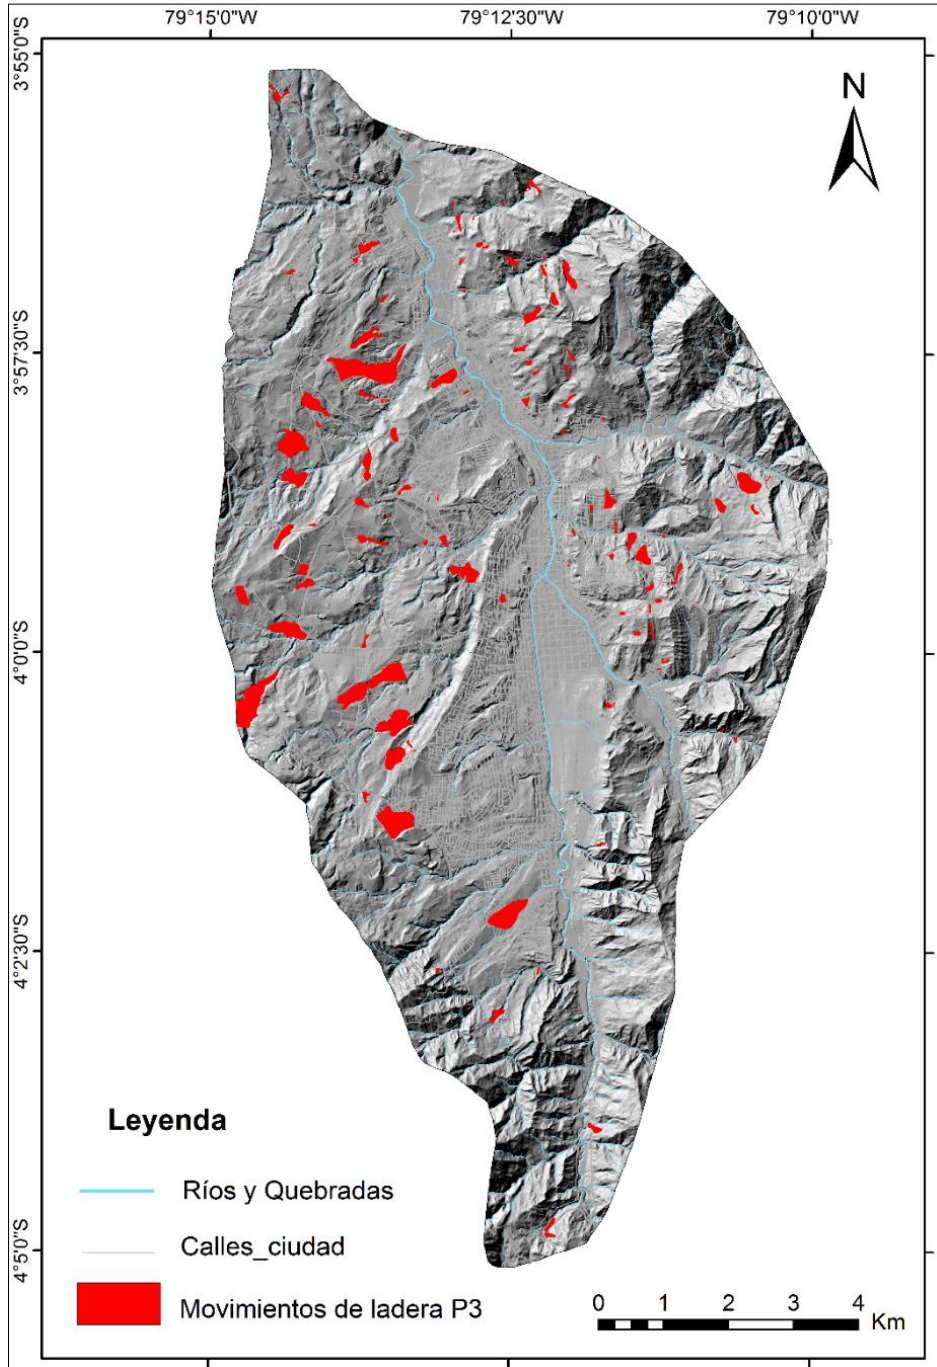 79°15'0"W 79°12'30"W 79°10'0"W
3°55'0"S
N
3°57'30"S
4°0'0"S
4°2'30"S
4°5'0"S
Leyenda
Ríos y Quebradas
Calles_ciudad
Movimientos de ladera P3
0 1 2 3 4
Km